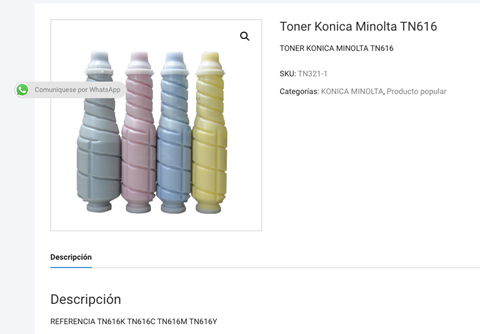 Toner Konica Minolta TN616
TONER KONICA MINOLTA TN616
SKU: TN321-1
Comuniquese por WhatsApp
Categorías: KONICA MINOLTA, Producto popular
Descripción
Descripción
REFERENCIA TN616K TN616C TN616M TN616Y